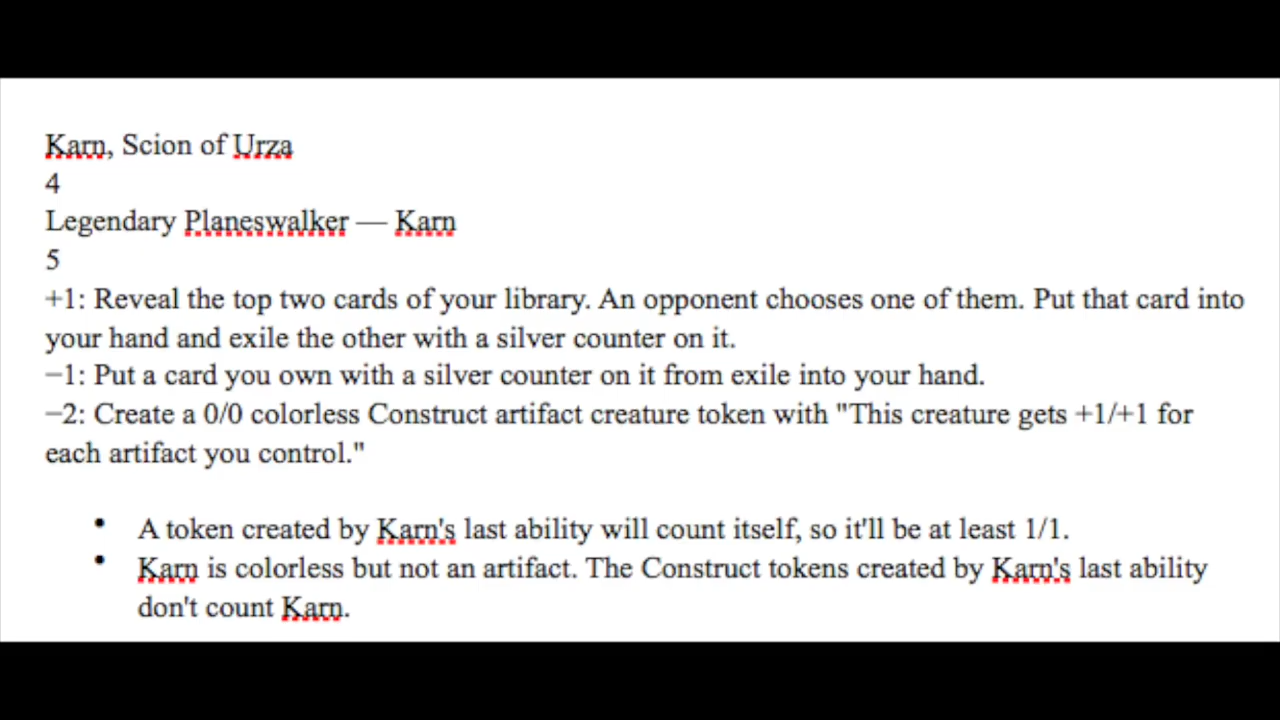 Karn, Scion of Urza
4
Legendary Planeswalker — Karn
5
+1: Reveal the top two cards of your library. An opponent chooses one of them. Put that card into
your hand and exile the other with a silver counter on it.
−1: Put a card you own with a silver counter on it from exile into your hand.
−2: Create a 0/0 colorless Construct artifact creature token with "This creature gets +1/+1 for
each artifact you control."
• A token created by Karn's last ability will count itself, so it'll be at least 1/1.
• Karn is colorless but not an artifact. The Construct tokens created by Karn's last ability
don't count Karn.